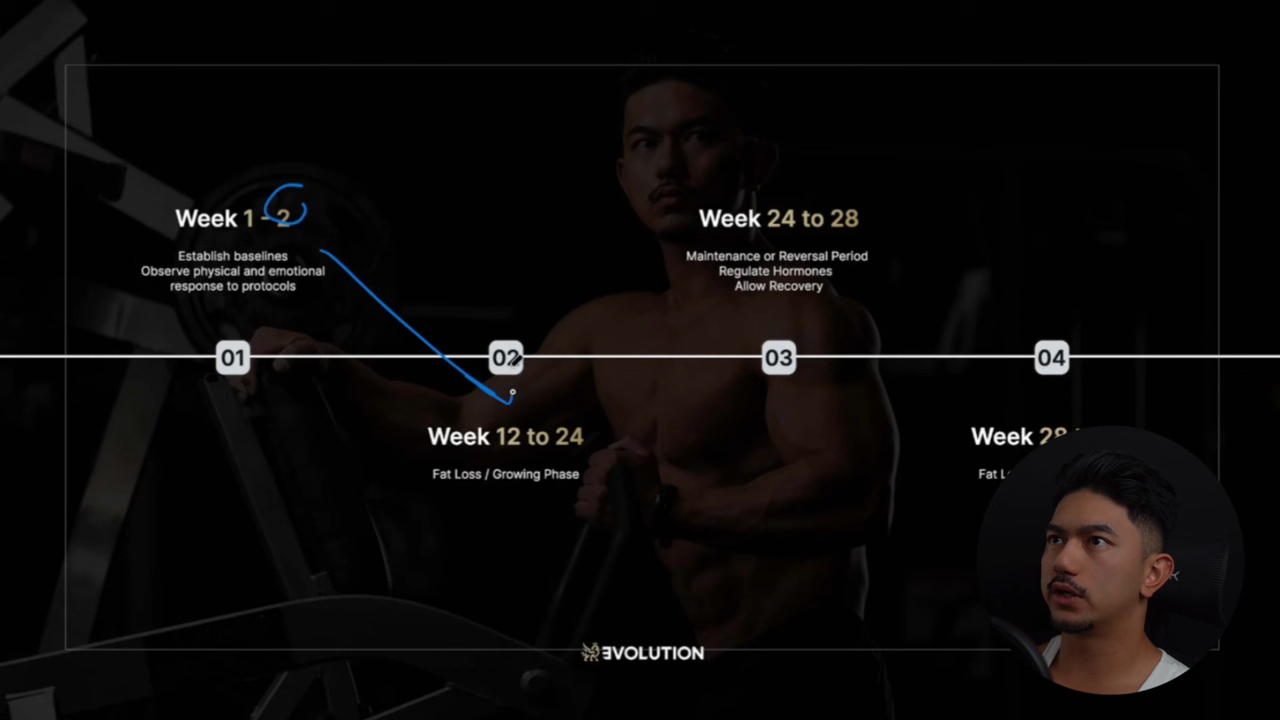 Week 1 - 2
Establish baselines
Observe physical and emotional
response to protocols
Week 24 to 28
Maintenance or Reversal Period
Regulate Hormones
Allow Recovery
01
02
03
04
Week 12 to 24
Fat Loss / Growing Phase
Week 28
Fat
EVOLUTION